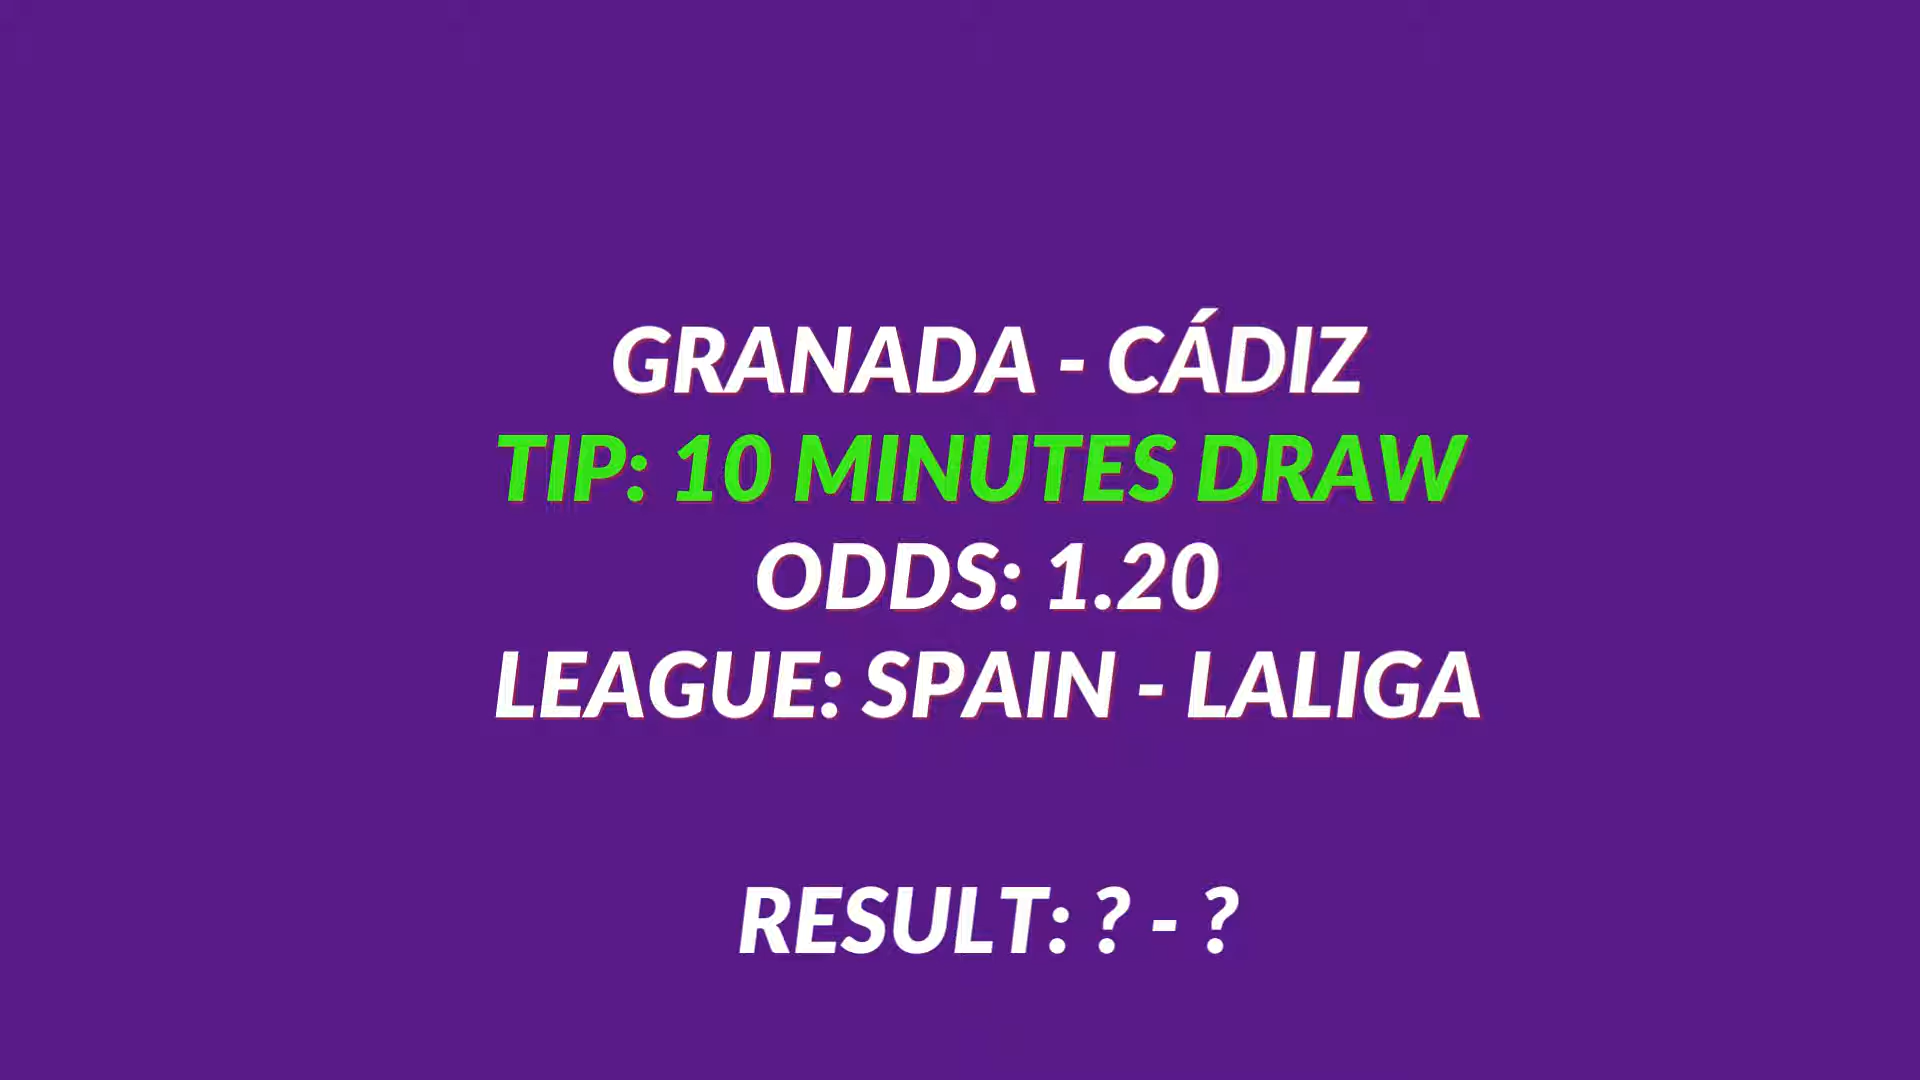 GRANADA - CÁDIZ
TIP: 10 MINUTES DRAW
ODDS: 1.20
LEAGUE: SPAIN - LALIGA
RESULT: ? - ?